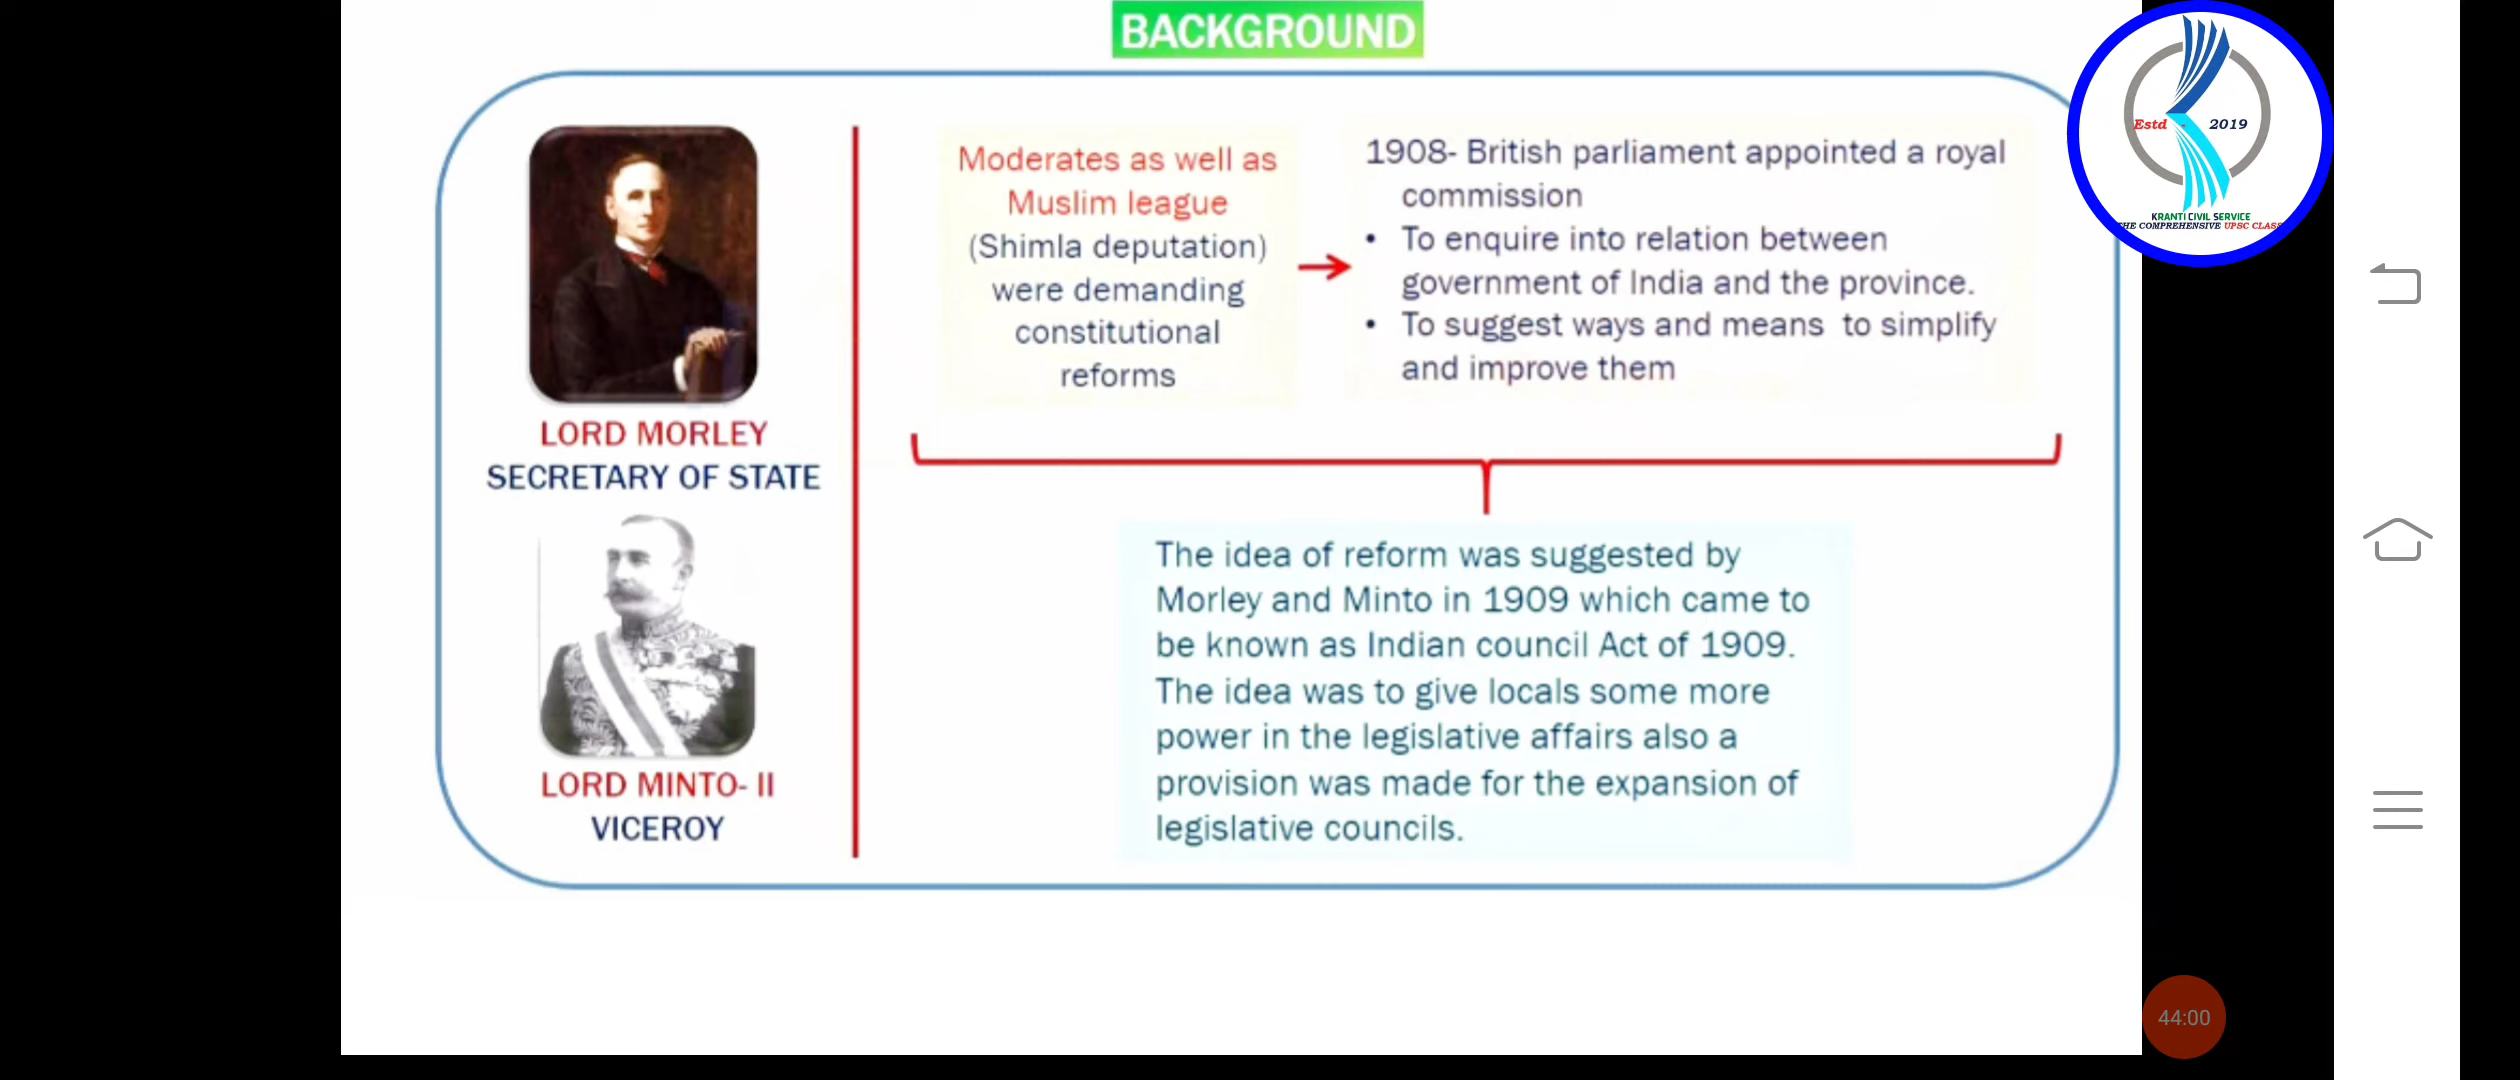 BACKGROUND
Estd - 2019
KRANTI CIVIL SERVICE
THE COMPREHENSIVE UPSC CLASS
Moderates as well as
Muslim league
(Shimla deputation)
were demanding
constitutional
reforms
1908- British parliament appointed a royal
commission
• To enquire into relation between
government of India and the province.
• To suggest ways and means to simplify
and improve them
LORD MORLEY
SECRETARY OF STATE
LORD MINTO- II
VICEROY
The idea of reform was suggested by
Morley and Minto in 1909 which came to
be known as Indian council Act of 1909.
The idea was to give locals some more
power in the legislative affairs also a
provision was made for the expansion of
legislative councils.
44:00